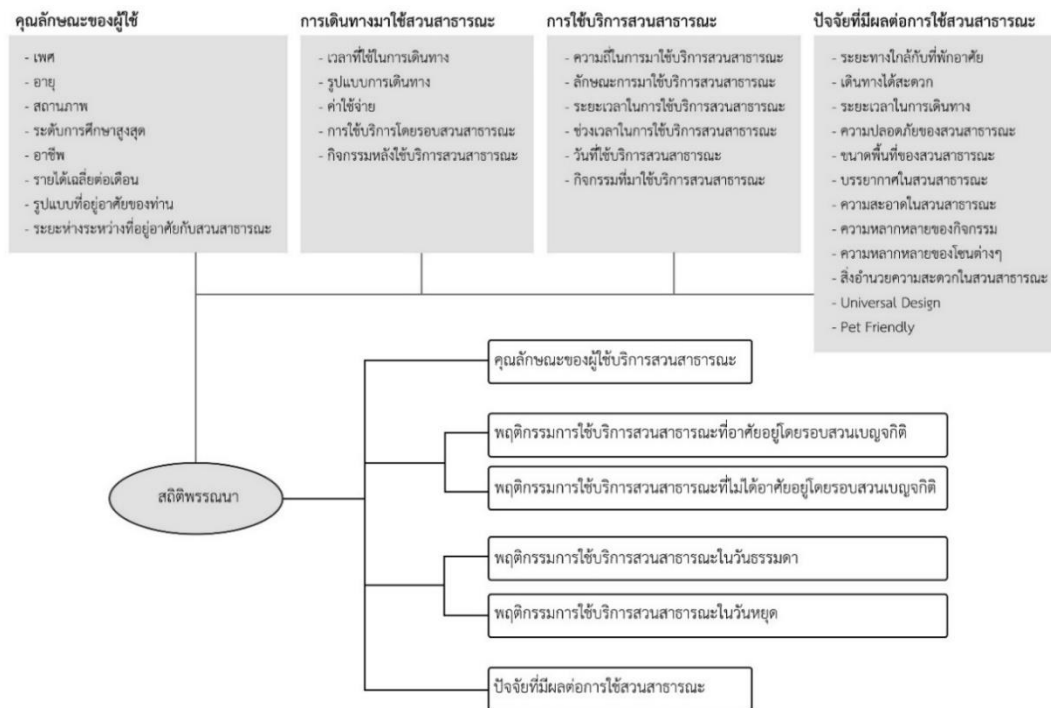 คุณลักษณะของผู้ใช้
- เพศ
- อายุ
- สถานภาพ
- ระดับการศึกษาสูงสุด
- อาชีพ
- รายได้เฉลี่ยต่อเดือน
- รูปแบบที่อยู่อาศัยของท่าน
- ระยะห่างระหว่างที่อยู่อาศัยกับสวนสาธารณะ
การเดินทางมาใช้สวนสาธารณะ
- เวลาที่ใช้ในการเดินทาง
- รูปแบบการเดินทาง
- ค่าใช้จ่าย
- การใช้บริการโดยรอบสวนสาธารณะ
- กิจกรรมหลังใช้บริการสวนสาธารณะ
การใช้บริการสวนสาธารณะ
- ความถี่ในการมาใช้บริการสวนสาธารณะ
- ลักษณะการมาใช้บริการสวนสาธารณะ
- ระยะเวลาในการใช้บริการสวนสาธารณะ
- ช่วงเวลาในการใช้บริการสวนสาธารณะ
- วันที่ใช้บริการสวนสาธารณะ
- กิจกรรมที่มาใช้บริการสวนสาธารณะ
ปัจจัยที่มีผลต่อการใช้สวนสาธารณะ
- ระยะทางใกล้กับที่พักอาศัย
- เดินทางได้สะดวก
- ระยะเวลาในการเดินทาง
- ความปลอดภัยของสวนสาธารณะ
- ขนาดพื้นที่ของสวนสาธารณะ
- บรรยากาศในสวนสาธารณะ
- ความสะอาดในสวนสาธารณะ
- ความหลากหลายของกิจกรรม
- ความหลากหลายของโซนต่างๆ
- สิ่งอำนวยความสะดวกในสวนสาธารณะ
- Universal Design
- Pet Friendly
สถิติพรรณนา
คุณลักษณะของผู้ใช้บริการสวนสาธารณะ
พฤติกรรมการใช้บริการสวนสาธารณะที่อาศัยอยู่โดยรอบสวนเบญจกิติ
พฤติกรรมการใช้บริการสวนสาธารณะที่ไม่ได้อาศัยอยู่โดยรอบสวนเบญจกิติ
พฤติกรรมการใช้บริการสวนสาธารณะในวันธรรมดา
พฤติกรรมการใช้บริการสวนสาธารณะในวันหยุด
ปัจจัยที่มีผลต่อการใช้สวนสาธารณะ